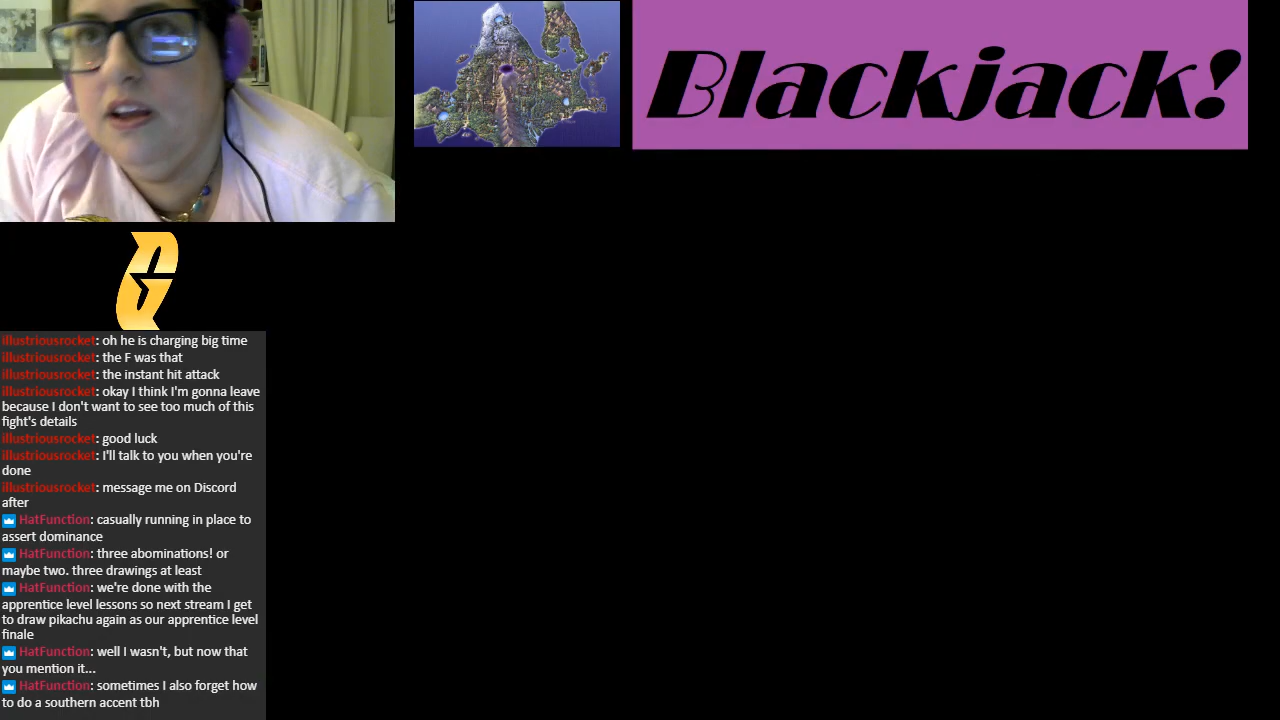 Blackjack!
G
illustriousrocket: oh he is charging big time
illustriousrocket: the F was that
illustriousrocket: the instant hit attack
illustriousrocket: okay I think I'm gonna leave
because I don't want to see too much of this
fight's details
illustriousrocket: good luck
illustriousrocket: I'll talk to you when you're
done
illustriousrocket: message me on Discord
after
HatFunction: casually running in place to
assert dominance
HatFunction: three abominations! or
maybe two. three drawings at least
HatFunction: we're done with the
apprentice level lessons so next stream I get
to draw pikachu again as our apprentice level
finale
HatFunction: well I wasn't, but now that
you mention it...
HatFunction: sometimes I also forget how
to do a southern accent tbh